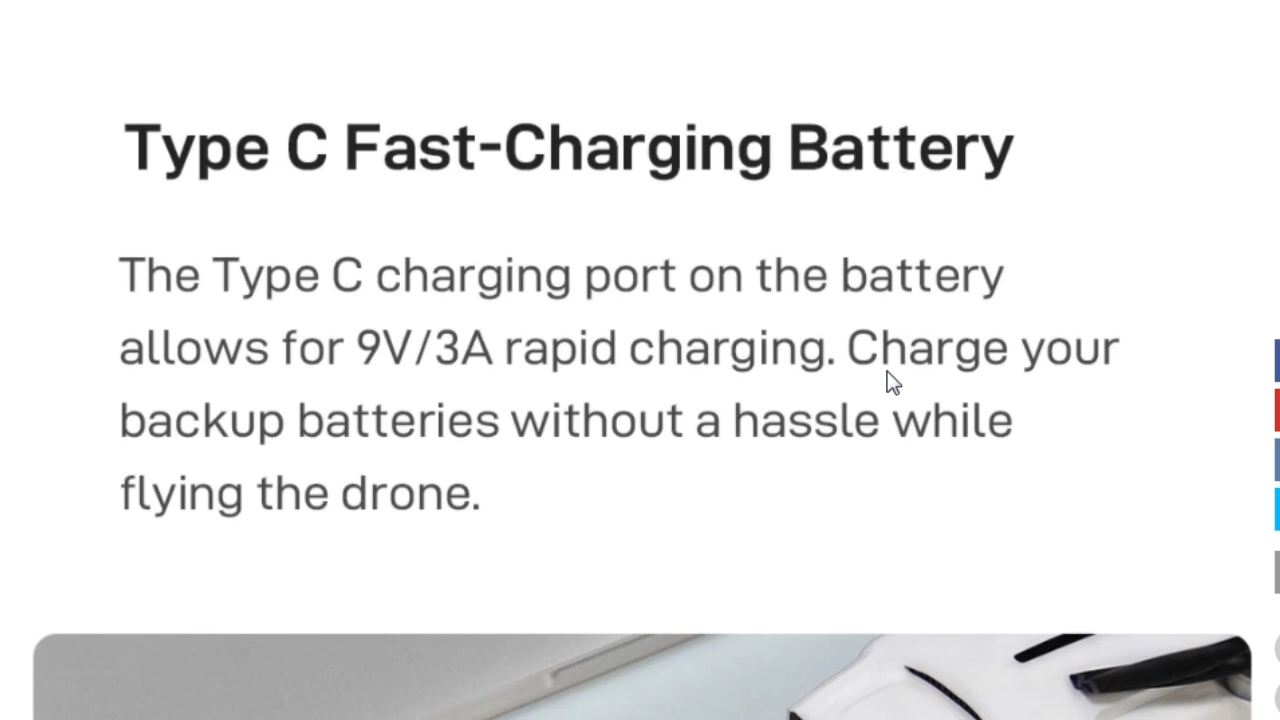 Type C Fast-Charging Battery
The Type C charging port on the battery
allows for 9V/3A rapid charging. Charge your
backup batteries without a hassle while
flying the drone.